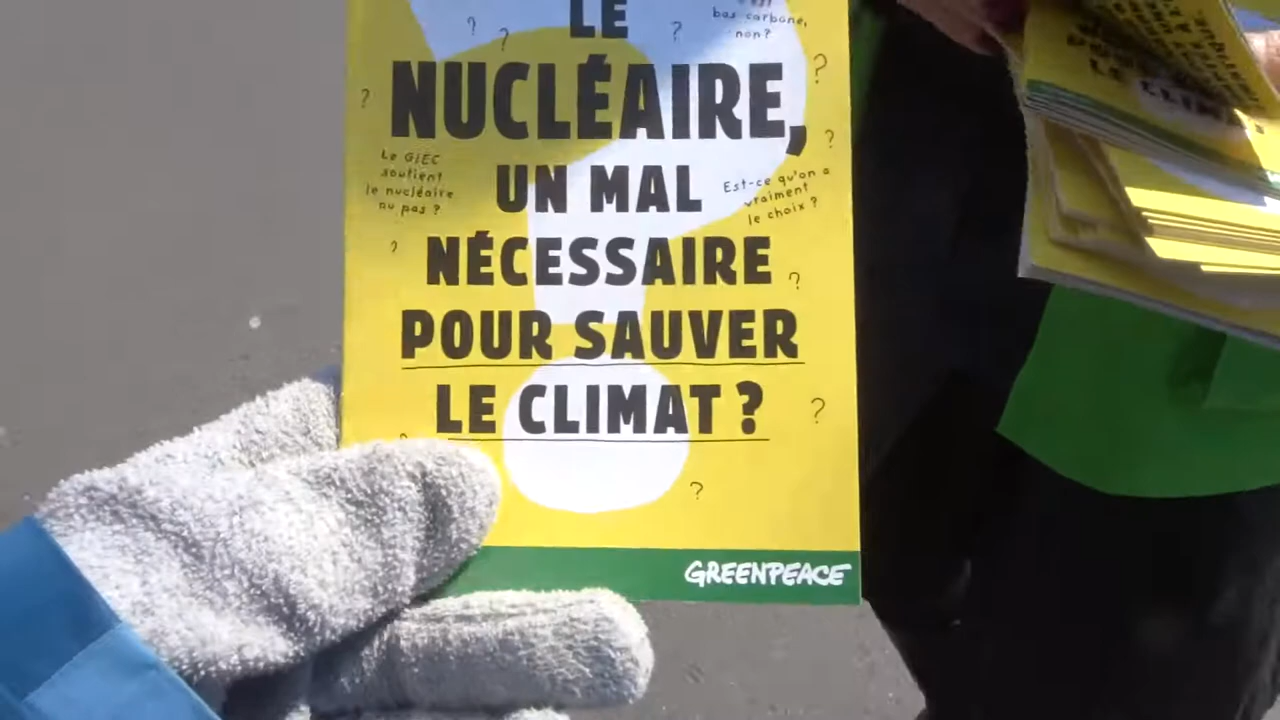 LE
bas carbone,
non ?
NUCLÉAIRE,
Le GIEC
soutient
le nucléaire
ou pas ?
UN MAL
Est-ce qu'on a
vraiment
le choix ?
NÉCESSAIRE
POUR SAUVER
LE CLIMAT ?
GREENPEACE